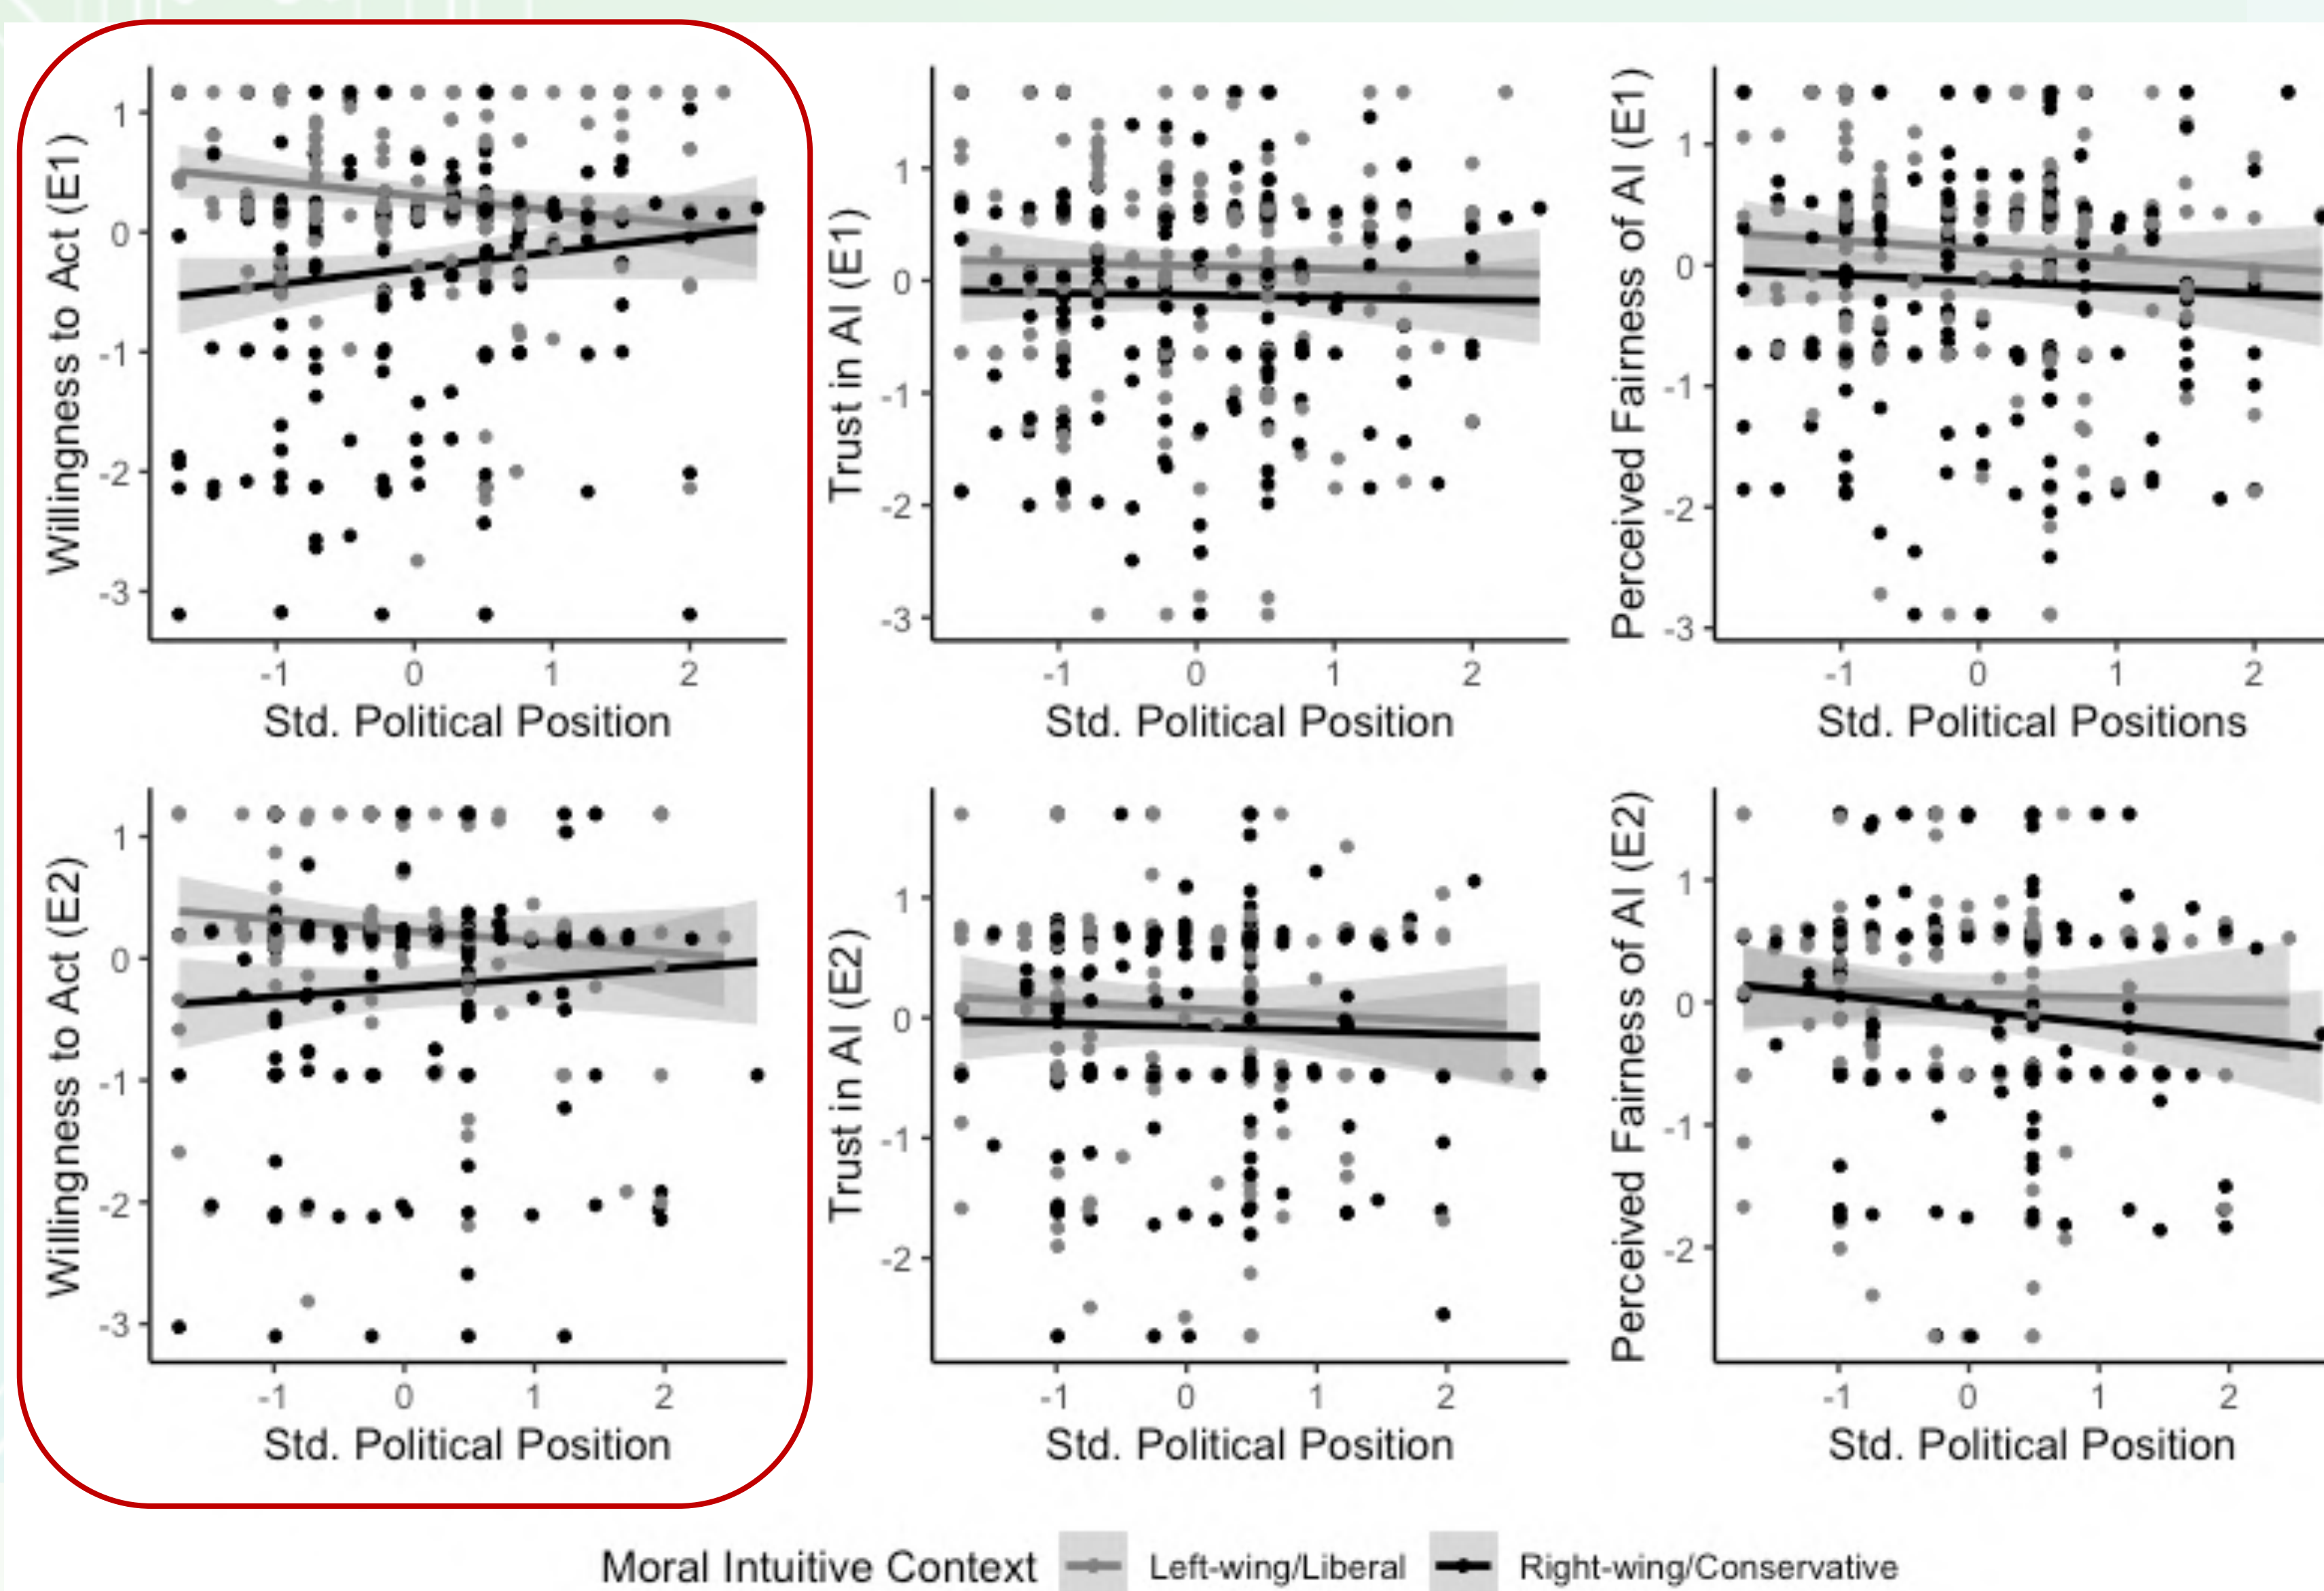 Willingness to Act (E1)
1
0
-1
-2
-3
-1 0 1 2
Std. Political Position
Trust in AI (E1)
1
0
-1
-2
-3
-1 0 1 2
Std. Political Position
Perceived Fairness of AI (E1)
1
0
-1
-2
-3
-1 0 1 2
Std. Political Positions
Willingness to Act (E2)
1
0
-1
-2
-3
-1 0 1 2
Std. Political Position
Trust in AI (E2)
1
0
-1
-2
-1 0 1 2
Std. Political Position
Perceived Fairness of AI (E2)
1
0
-1
-2
-1 0 1 2
Std. Political Position
Moral Intuitive Context Left-wing/Liberal Right-wing/Conservative